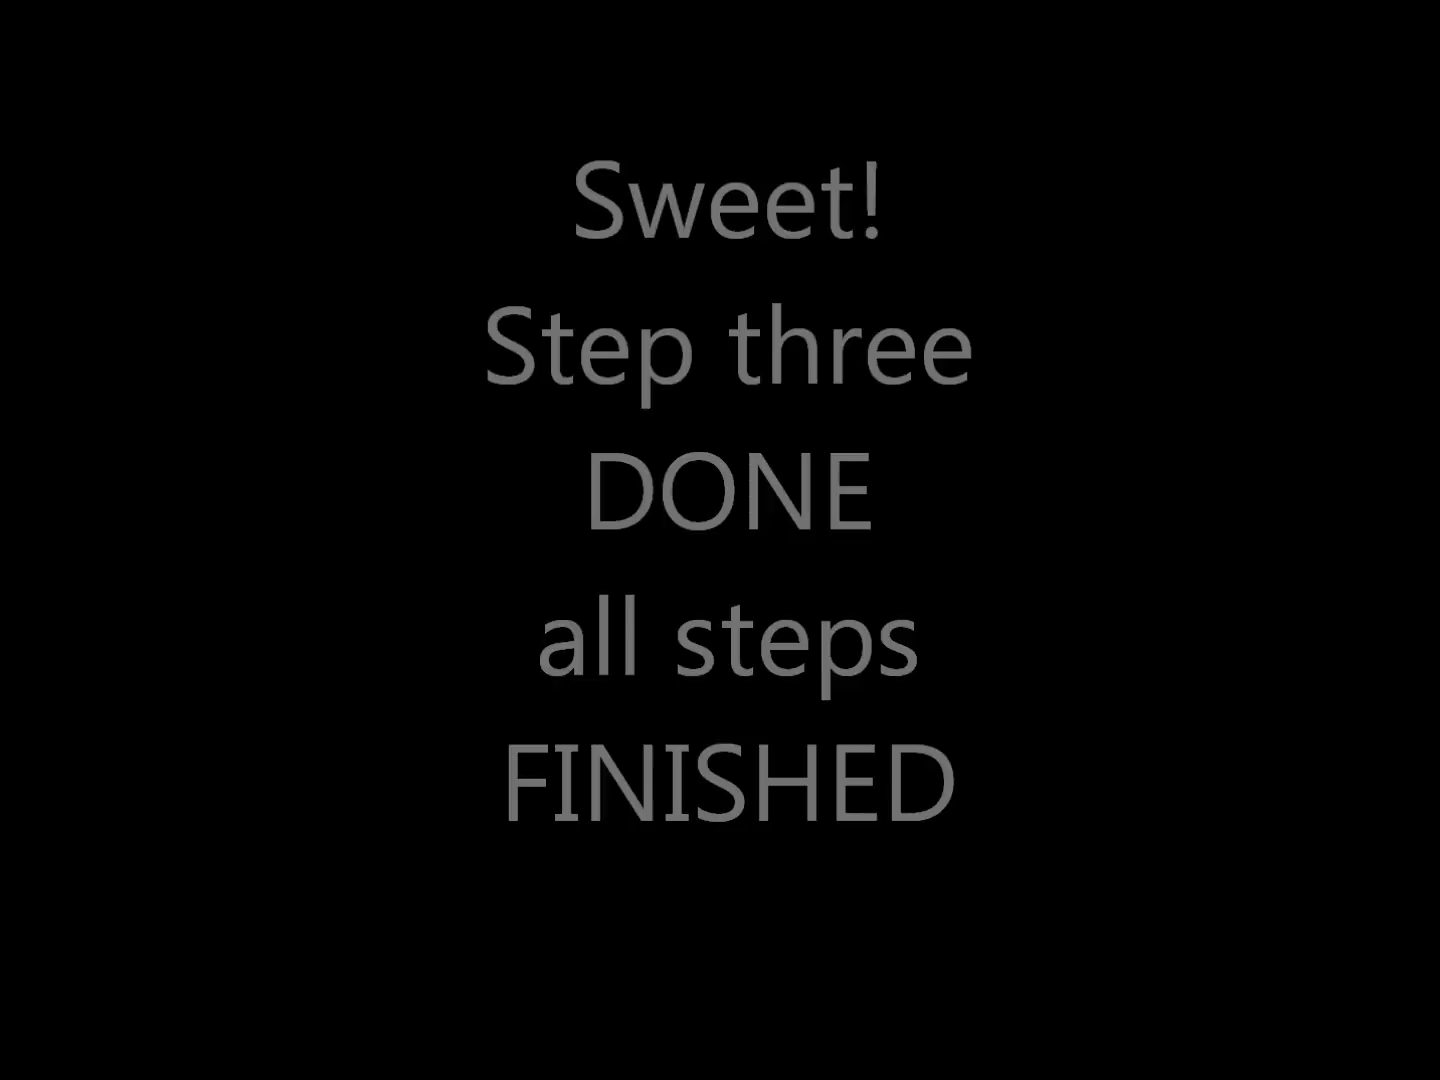 Sweet!
Step three
DONE
all steps
FINISHED